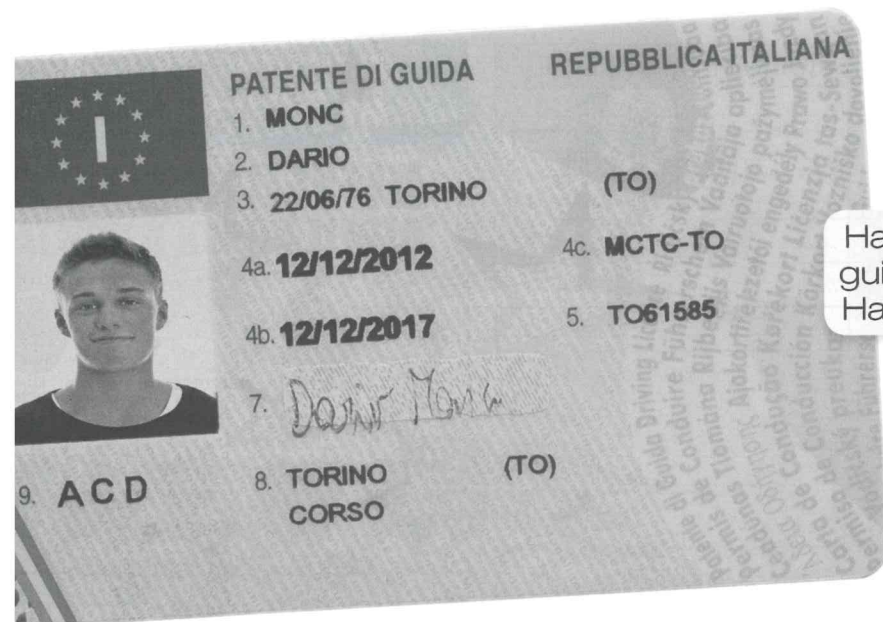 I
PATENTE DI GUIDA
REPUBBLICA ITALIANA
1. MONC
2. DARIO
3. 22/06/76 TORINO (TO)
4a. 12/12/2012
4c. MCTC-TO
4b. 12/12/2017
5. TO61585
7. Dario Monc
8. TORINO (TO)
CORSO
9. A C D
Ha
gui
Ha